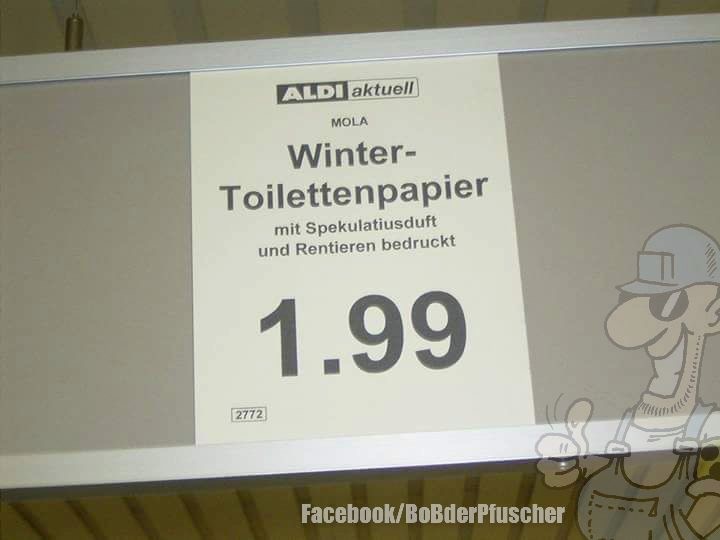 ALDI aktuell
MOLA
Winter-
Toilettenpapier
mit Spekulatiusduft
und Rentieren bedruckt
1.99
2772
Facebook/BoBderPfuscher